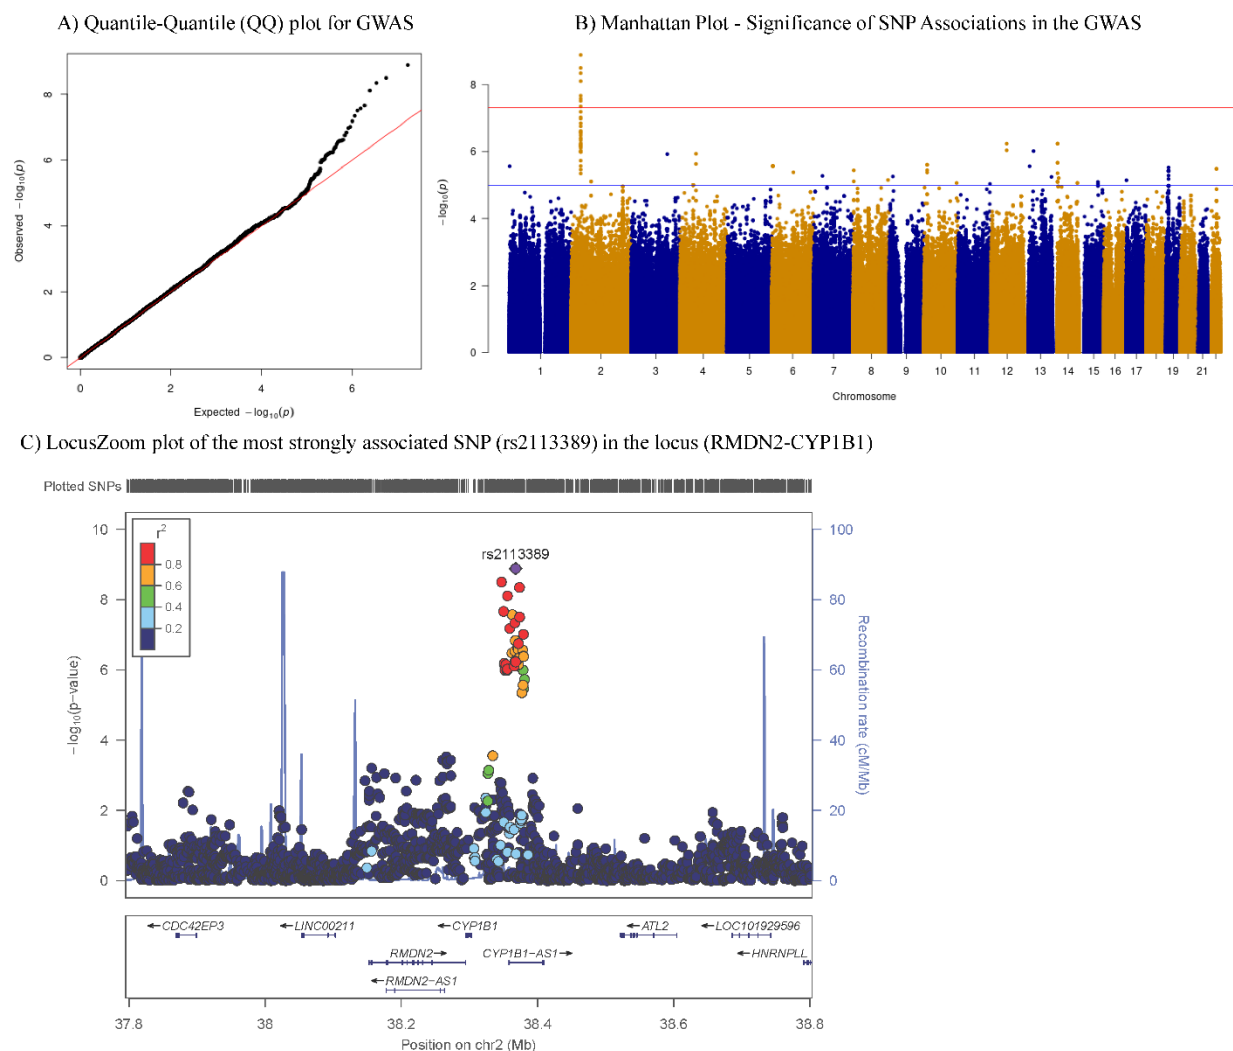 A) Quantile-Quantile (QQ) plot for GWAS
B) Manhattan Plot - Significance of SNP Associations in the GWAS
Observed −log10(p)
0
2
4
6
8
0
2
4
6
Expected −log10(p)
−log10(p)
8
6
4
2
0
1
2
3
4
5
6
7
8
9
10
11
12
13
14
15
16
17
19
21
Chromosome
C) LocusZoom plot of the most strongly associated SNP (rs2113389) in the locus (RMDN2-CYP1B1)
Plotted SNPs
r2
0.8
0.6
0.4
0.2
rs2113389
−log10(p−value)
10
8
6
4
2
0
Recombination rate (cM/Mb)
100
80
60
40
20
0
←CDC42EP3
←LINC00211
←CYP1B1
←ATL2
←LOC101929596
RMDN2→
CYP1B1−AS1→
←HNRNPLL
←RMDN2−AS1
37.8
38
38.2
38.4
38.6
38.8
Position on chr2 (Mb)